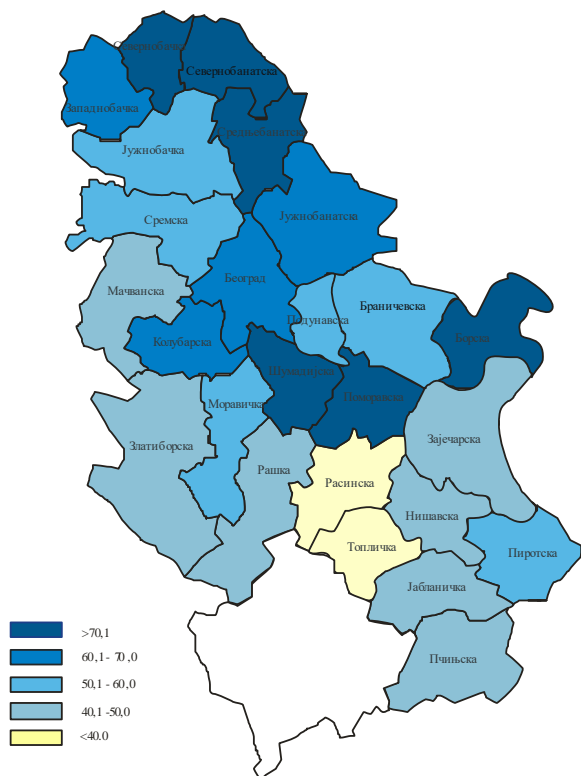 Севернобачка
Севернобанатска
Западнобачка
Средњобанатска
Јужнобачка
Сремска
Јужнобанатска
Београд
Мачванска
Подунавска
Браничевска
Борска
Колубарска
Шумадијска
Поморавска
Моравичка
Златиборска
Рашка
Зајечарска
Расинска
Нишавска
Топличка
Пиротска
Јабланичка
Пчињска
>70,1
60,1- 70,0
50,1 - 60,0
40,1 -50,0
<40.0